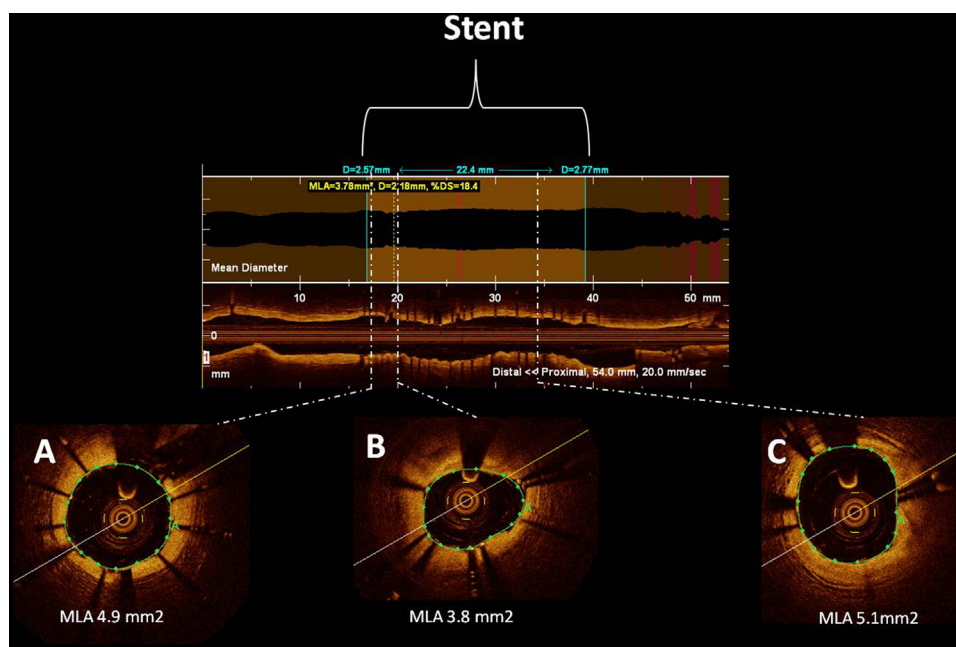 Stent
D=2.57mm 22.4 mm D=2.77mm
MLA=3.78mm², D=2.18mm, %DS=18.4
Mean Diameter
10 20 30 40 50 mm
0
1
mm
Distal << Proximal, 54.0 mm, 20.0 mm/sec
A B C
A A A
MLA 4.9 mm2 MLA 3.8 mm2 MLA 5.1mm2